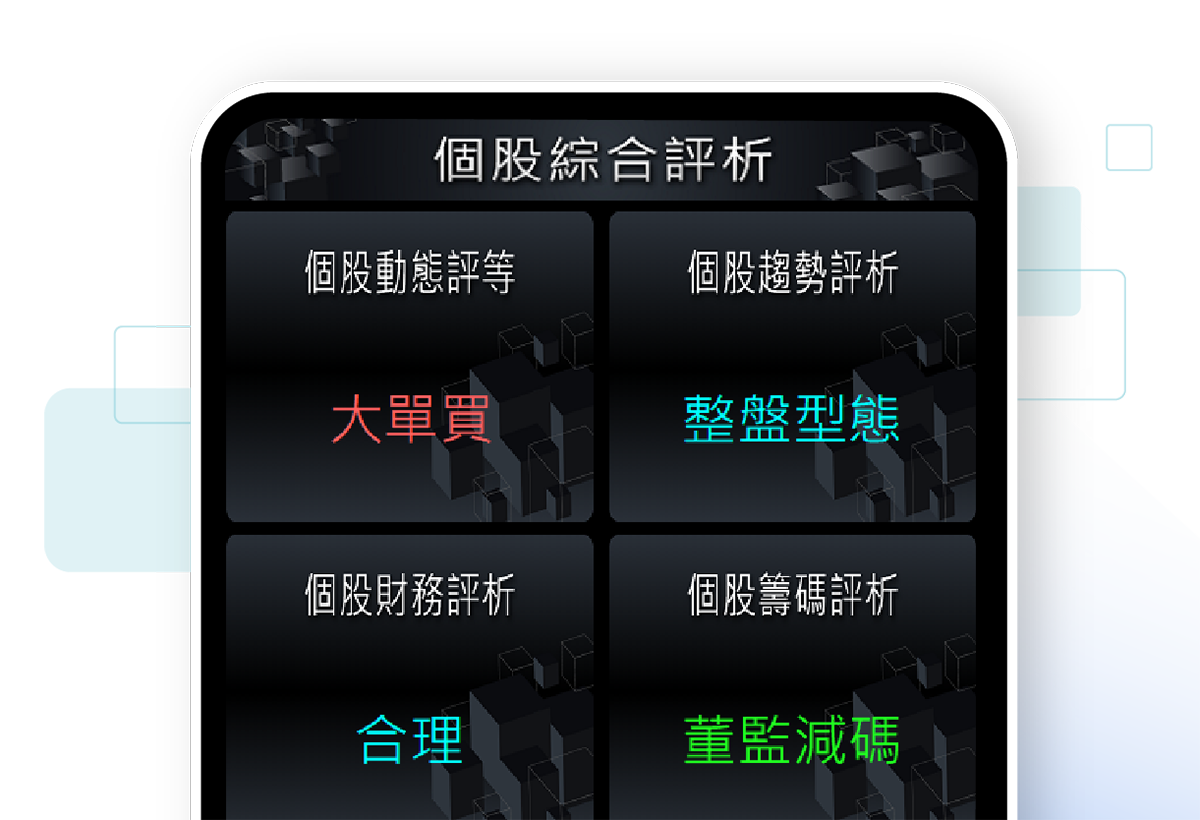 個股綜合評析
個股動態評等
個股趨勢評析
大單買
整盤型態
個股財務評析
個股籌碼評析
合理
董監減碼